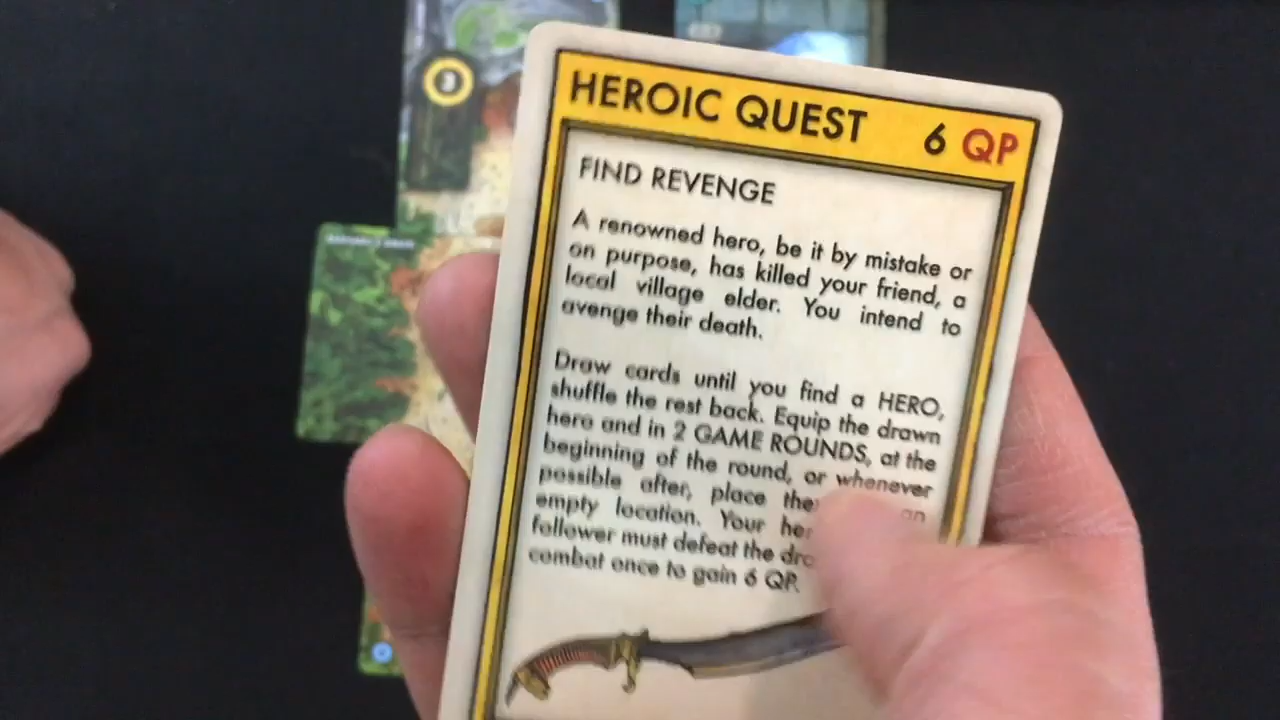 HEROIC QUEST 6 QP
FIND REVENGE
A renowned hero, be it by mistake or
on purpose, has killed your friend, a
local village elder. You intend to
avenge their death.
Draw cards until you find a HERO,
shuffle the rest back. Equip the drawn
hero and in 2 GAME ROUNDS, at the
beginning of the round, or whenever
possible after, place an
empty location. Your
follower must defeat the
combat once to gain 6 QP.
3